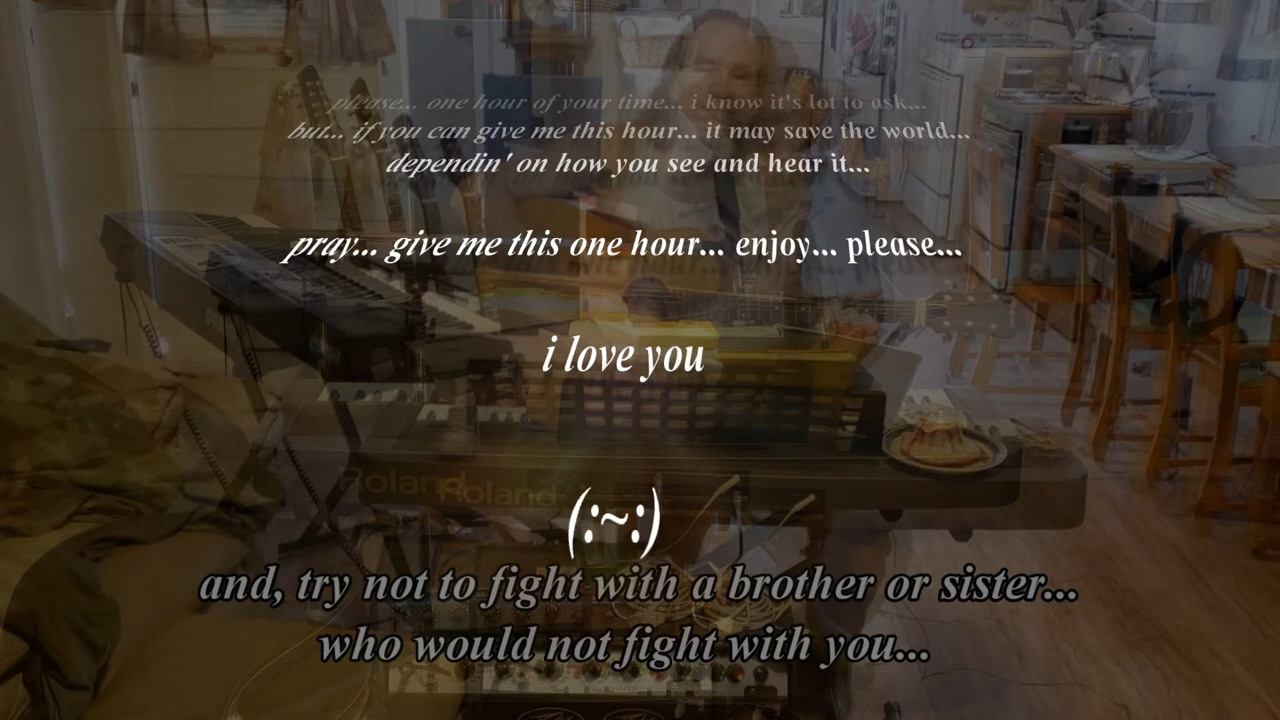 please... one hour of your time... i know it's lot to ask...
but... if you can give me this hour... it may save the world...
dependin' on how you see and hear it...
pray... give me this one hour... enjoy... please...
i love you
Roland Roland
(:~:)
and, try not to fight with a brother or sister...
who would not fight with you...